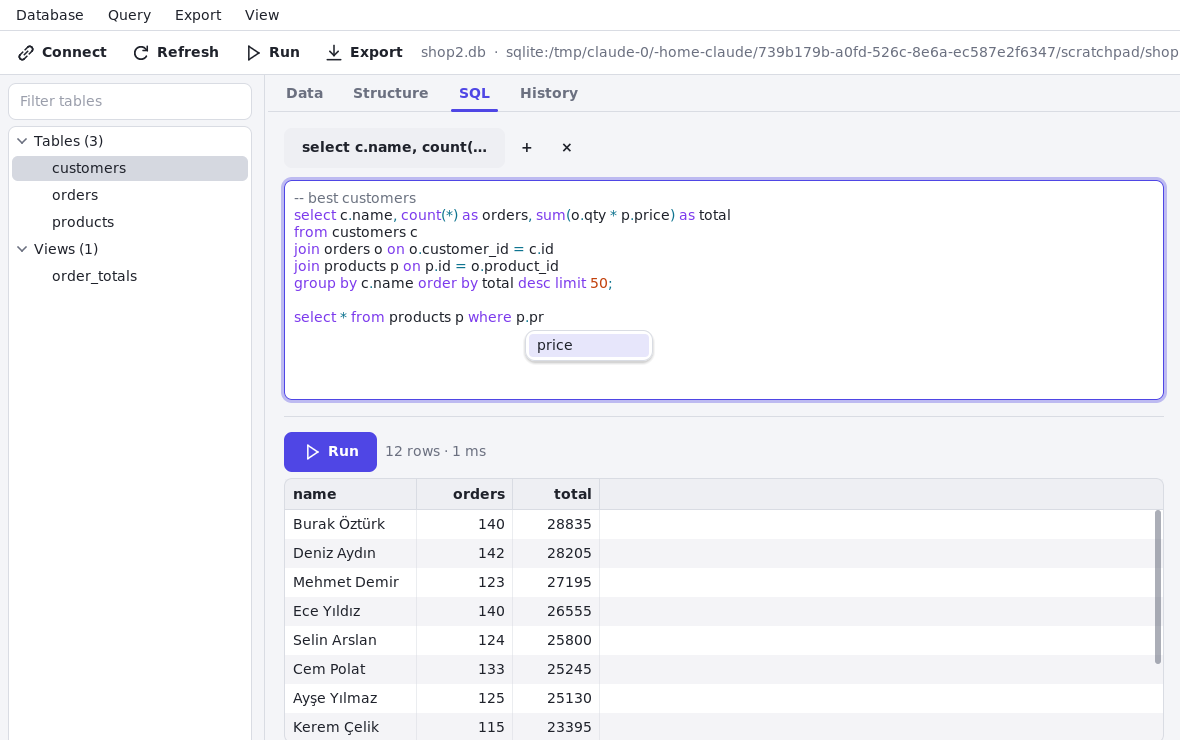 Database Query Export View
Connect Refresh Run Export shop2.db · sqlite:/tmp/claude-0/-home-claude/739b179b-a0fd-526c-8e6a-ec587e2f6347/scratchpad/shop
Filter tables
Tables (3)
customers
orders
products
Views (1)
order_totals
Data Structure SQL History
select c.name, count(... + ×
-- best customers
select c.name, count(*) as orders, sum(o.qty * p.price) as total
from customers c
join orders o on o.customer_id = c.id
join products p on p.id = o.product_id
group by c.name order by total desc limit 50;
select * from products p where p.pr
price
Run 12 rows · 1 ms
name orders total
Burak Öztürk 140 28835
Deniz Aydın 142 28205
Mehmet Demir 123 27195
Ece Yıldız 140 26555
Selin Arslan 124 25800
Cem Polat 133 25245
Ayşe Yılmaz 125 25130
Kerem Çelik 115 23395